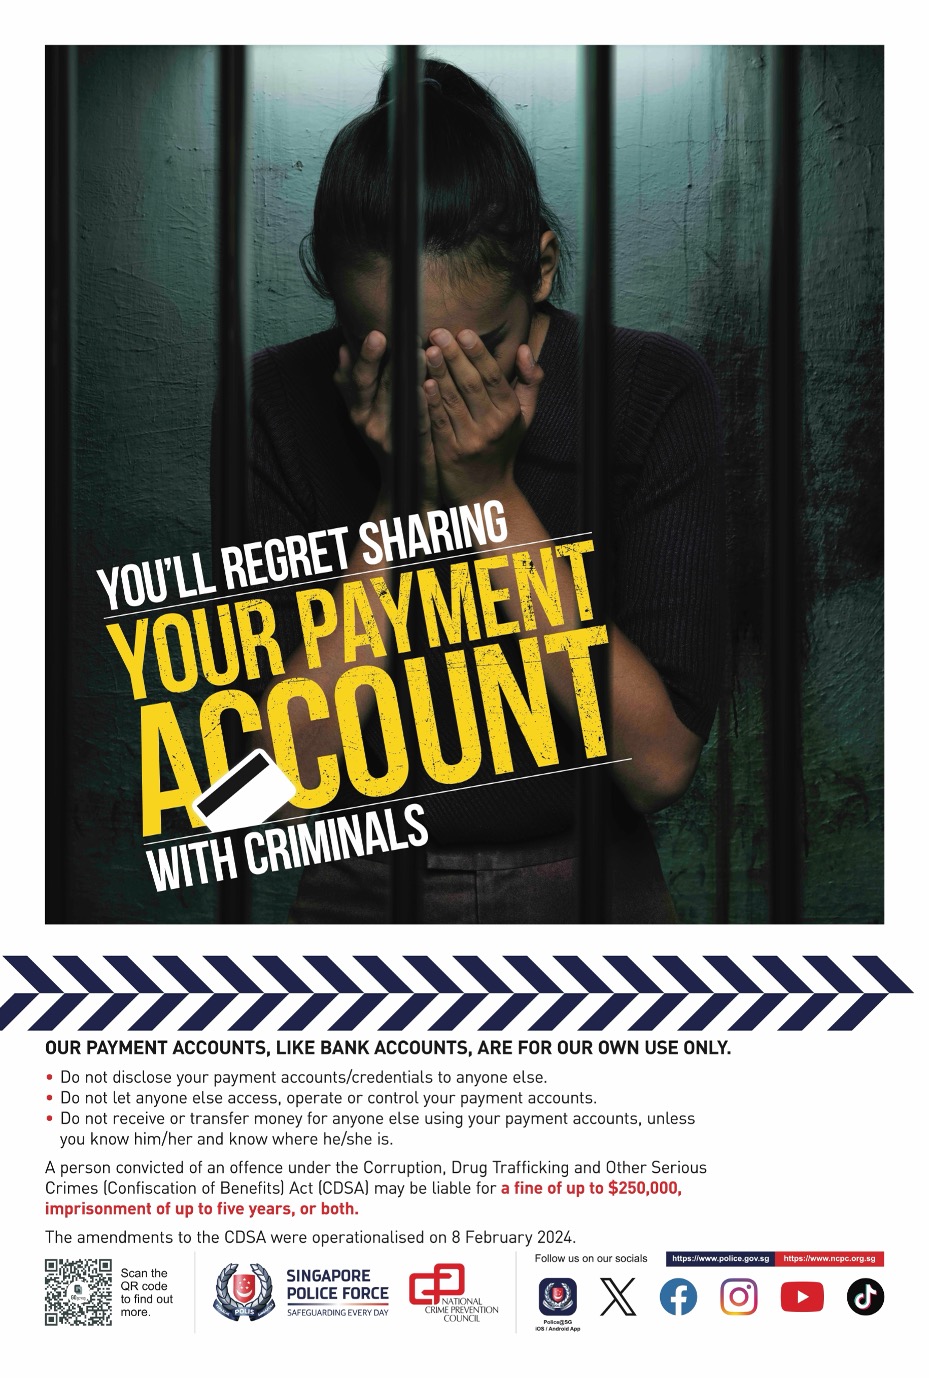 YOU'LL REGRET SHARING
YOUR PAYMENT
ACCOUNT
WITH CRIMINALS
OUR PAYMENT ACCOUNTS, LIKE BANK ACCOUNTS, ARE FOR OUR OWN USE ONLY.
• Do not disclose your payment accounts/credentials to anyone else.
• Do not let anyone else access, operate or control your payment accounts.
• Do not receive or transfer money for anyone else using your payment accounts, unless
you know him/her and know where he/she is.
A person convicted of an offence under the Corruption, Drug Trafficking and Other Serious
Crimes (Confiscation of Benefits) Act (CDSA) may be liable for a fine of up to $250,000,
imprisonment of up to five years, or both.
The amendments to the CDSA were operationalised on 8 February 2024.
Scan the
QR code
to find out
more.
POLIS
SINGAPORE
POLICE FORCE
SAFEGUARDING EVERY DAY
NATIONAL
CRIME PREVENTION
COUNCIL
Follow us on our socials
https://www.police.gov.sg
https://www.ncpc.org.sg
Police@SG
iOS / Android App